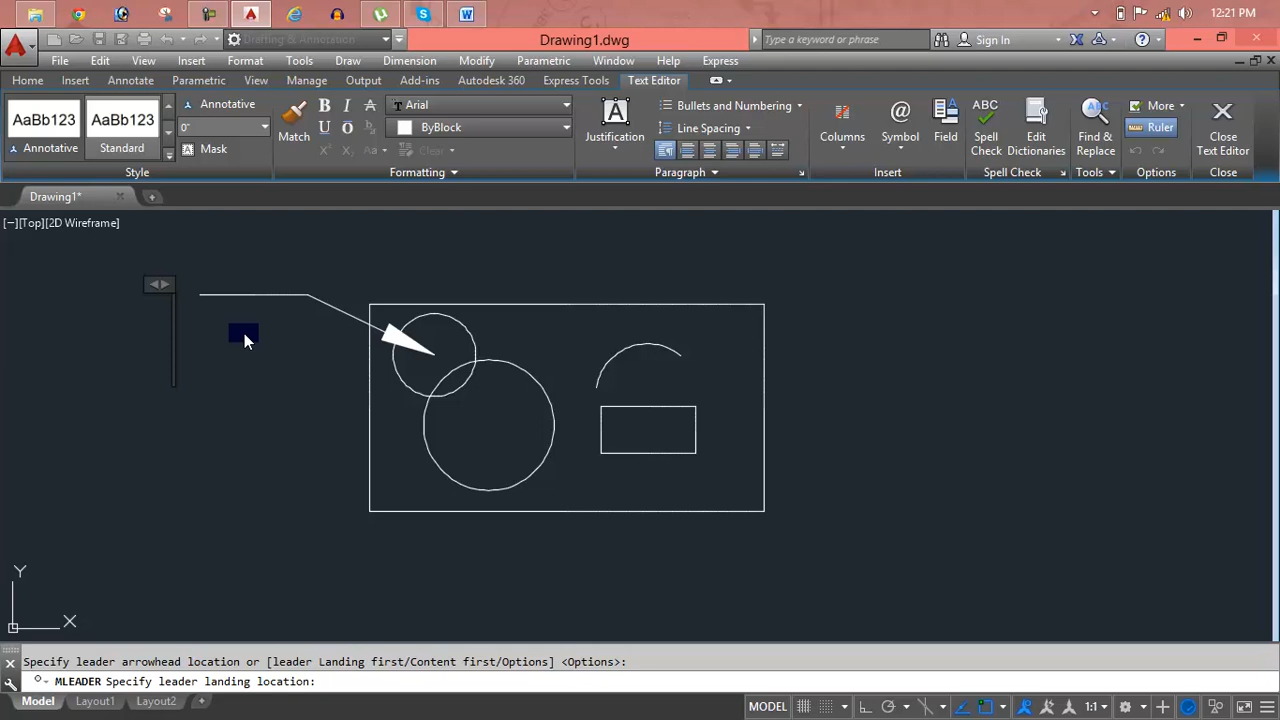 12:21 PM
Drafting & Annotation
Drawing1.dwg
Type a keyword or phrase
Sign In
File Edit View Insert Format Tools Draw Dimension Modify Parametric Window Help Express
Home Insert Annotate Parametric View Manage Output Add-ins Autodesk 360 Express Tools Text Editor
AaBb123 AaBb123 Annotative
Annotative Standard
0"
Mask
Style
Match
B I A
U O
Arial
ByBlock
Aa Clear
Formatting
Justification
Bullets and Numbering
Line Spacing
Paragraph
Columns Symbol Field
Insert
ABC
Spell Check
Edit Dictionaries
Spell Check
Find & Replace
Tools
More
Ruler
Options
Close Text Editor
Close
Drawing1*
[−][Top][2D Wireframe]
Y
X
Specify leader arrowhead location or [leader Landing first/Content first/Options] <Options>:
MLEADER Specify leader landing location:
Model Layout1 Layout2 +
MODEL
1:1